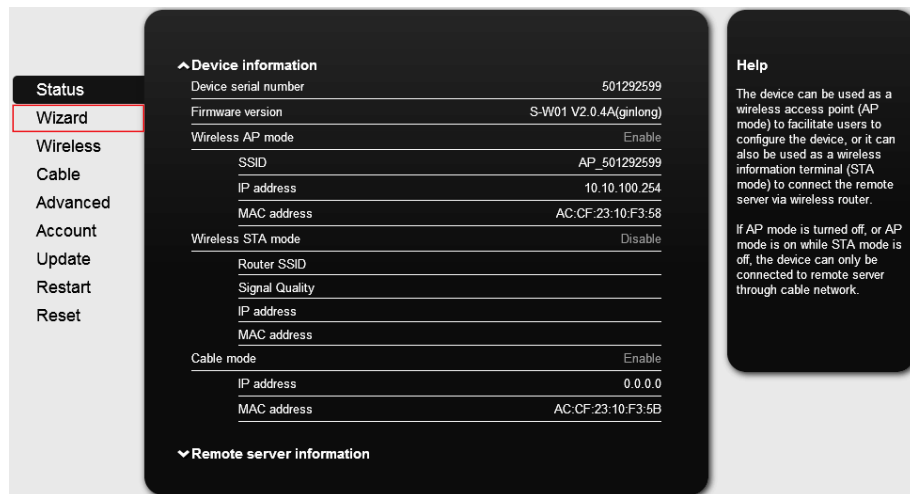 Status
Wizard
Wireless
Cable
Advanced
Account
Update
Restart
Reset
Device information
Device serial number 501292599
Firmware version S-W01 V2.0.4A(ginlong)
Wireless AP mode Enable
SSID AP_501292599
IP address 10.10.100.254
MAC address AC:CF:23:10:F3:58
Wireless STA mode Disable
Router SSID
Signal Quality
IP address
MAC address
Cable mode Enable
IP address 0.0.0.0
MAC address AC:CF:23:10:F3:5B
Remote server information
Help
The device can be used as a
wireless access point (AP
mode) to facilitate users to
configure the device, or it can
also be used as a wireless
information terminal (STA
mode) to connect the remote
server via wireless router.
If AP mode is turned off, or AP
mode is on while STA mode is
off, the device can only be
connected to remote server
through cable network.